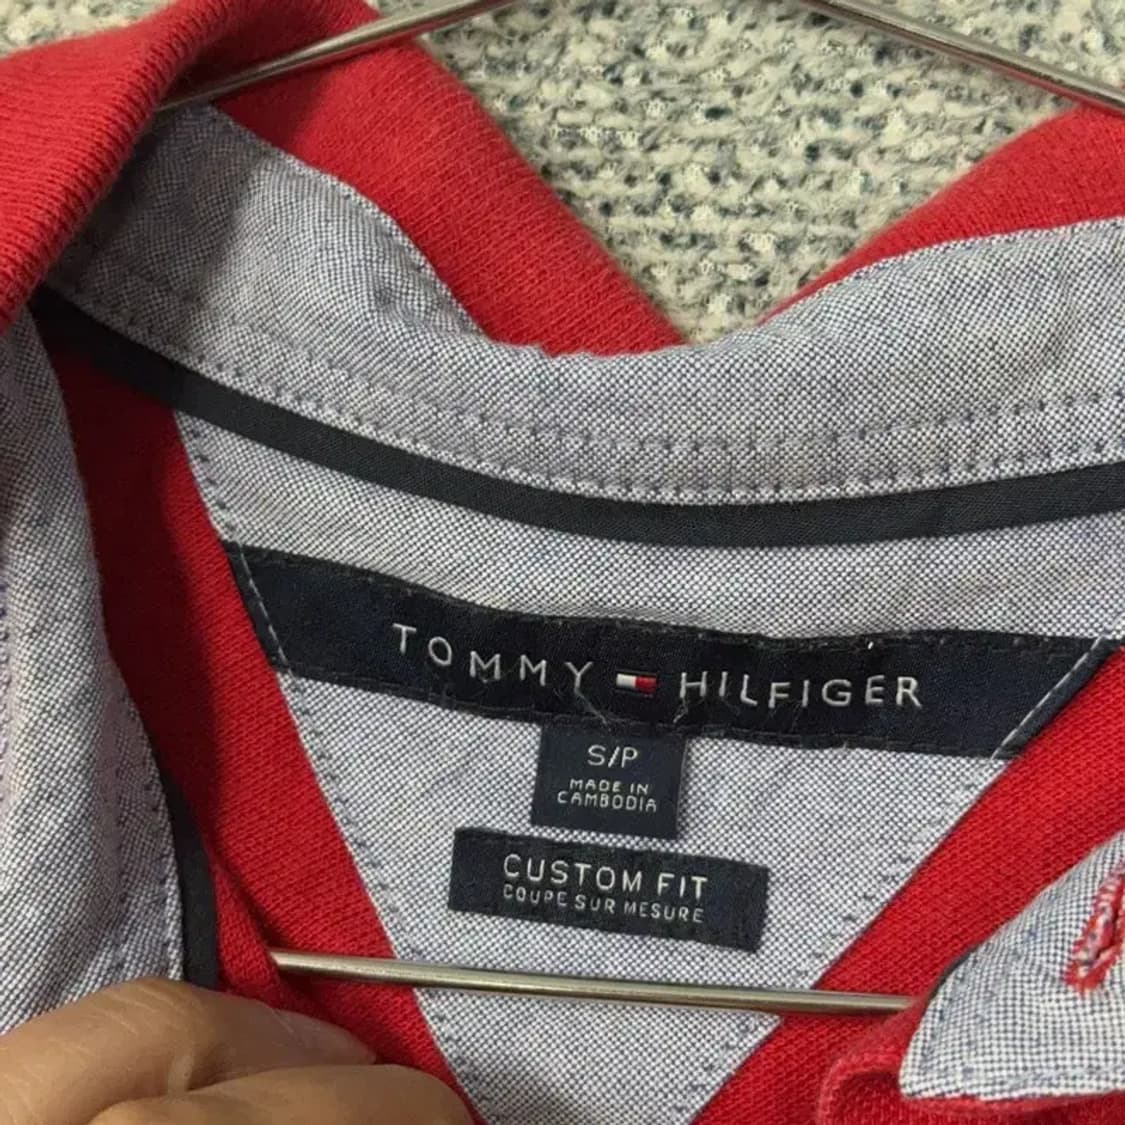 TOMMY HILFIGER
S/P
MADE IN
CAMBODIA
CUSTOM FIT
COUPE SUR MESURE